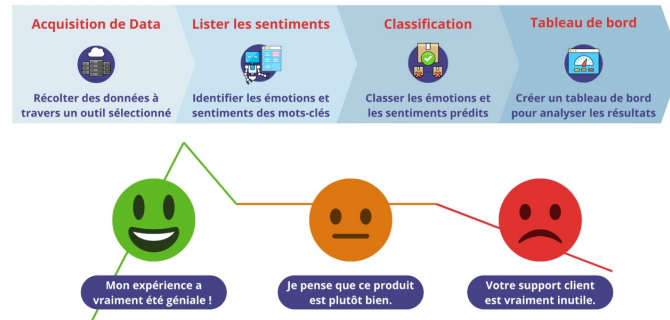 Acquisition de Data
Récolter des données à
travers un outil sélectionné
Lister les sentiments
Identifier les émotions et
sentiments des mots-clés
Classification
Classer les émotions et
les sentiments prédits
Tableau de bord
Créer un tableau de bord
pour analyser les résultats
Mon expérience a
vraiment été géniale !
Je pense que ce produit
est plutôt bien.
Votre support client
est vraiment inutile.